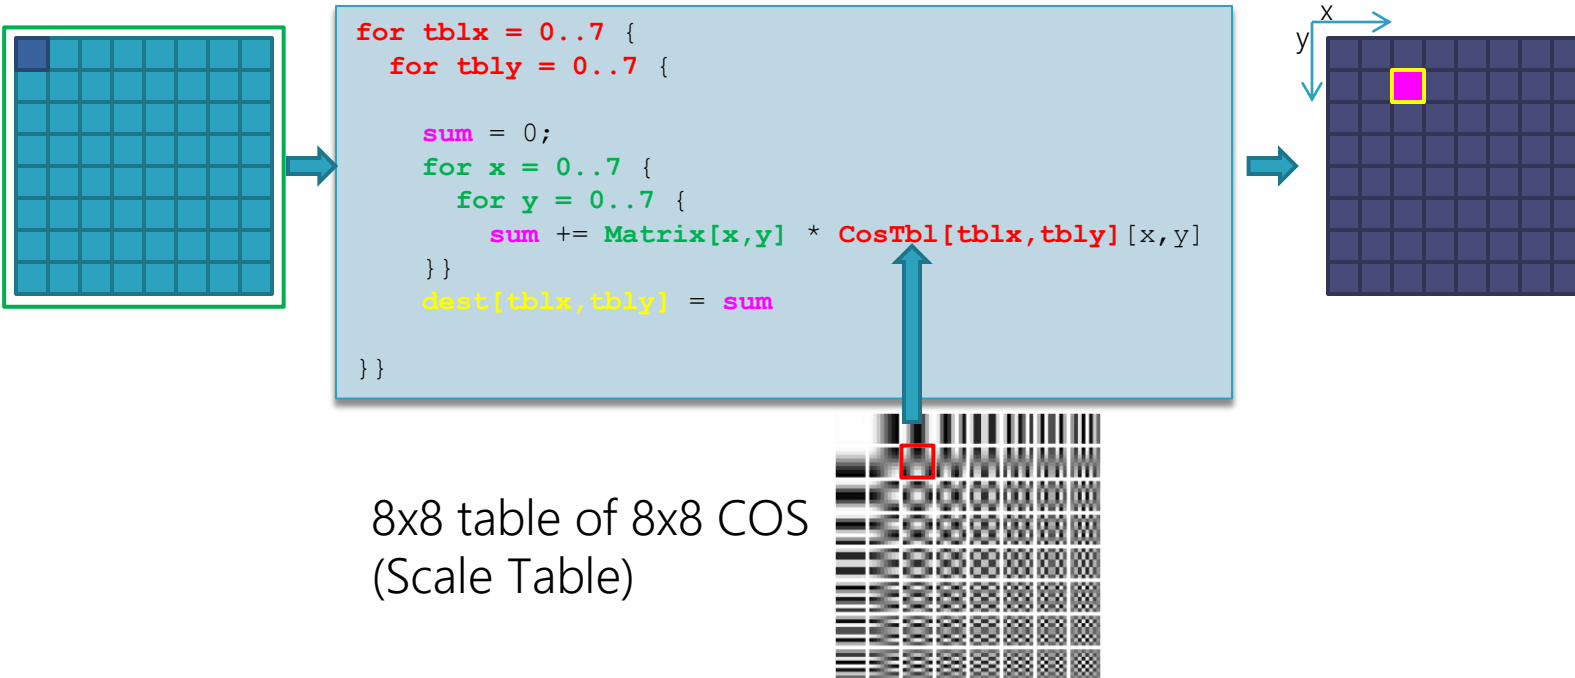 for tblx = 0..7 {
for tbly = 0..7 {
sum = 0;
for x = 0..7 {
for y = 0..7 {
sum += Matrix[x,y] * CosTbl[tblx,tbly][x,y]
}}
dest[tblx,tbly] = sum
}}
x
y
8x8 table of 8x8 COS
(Scale Table)